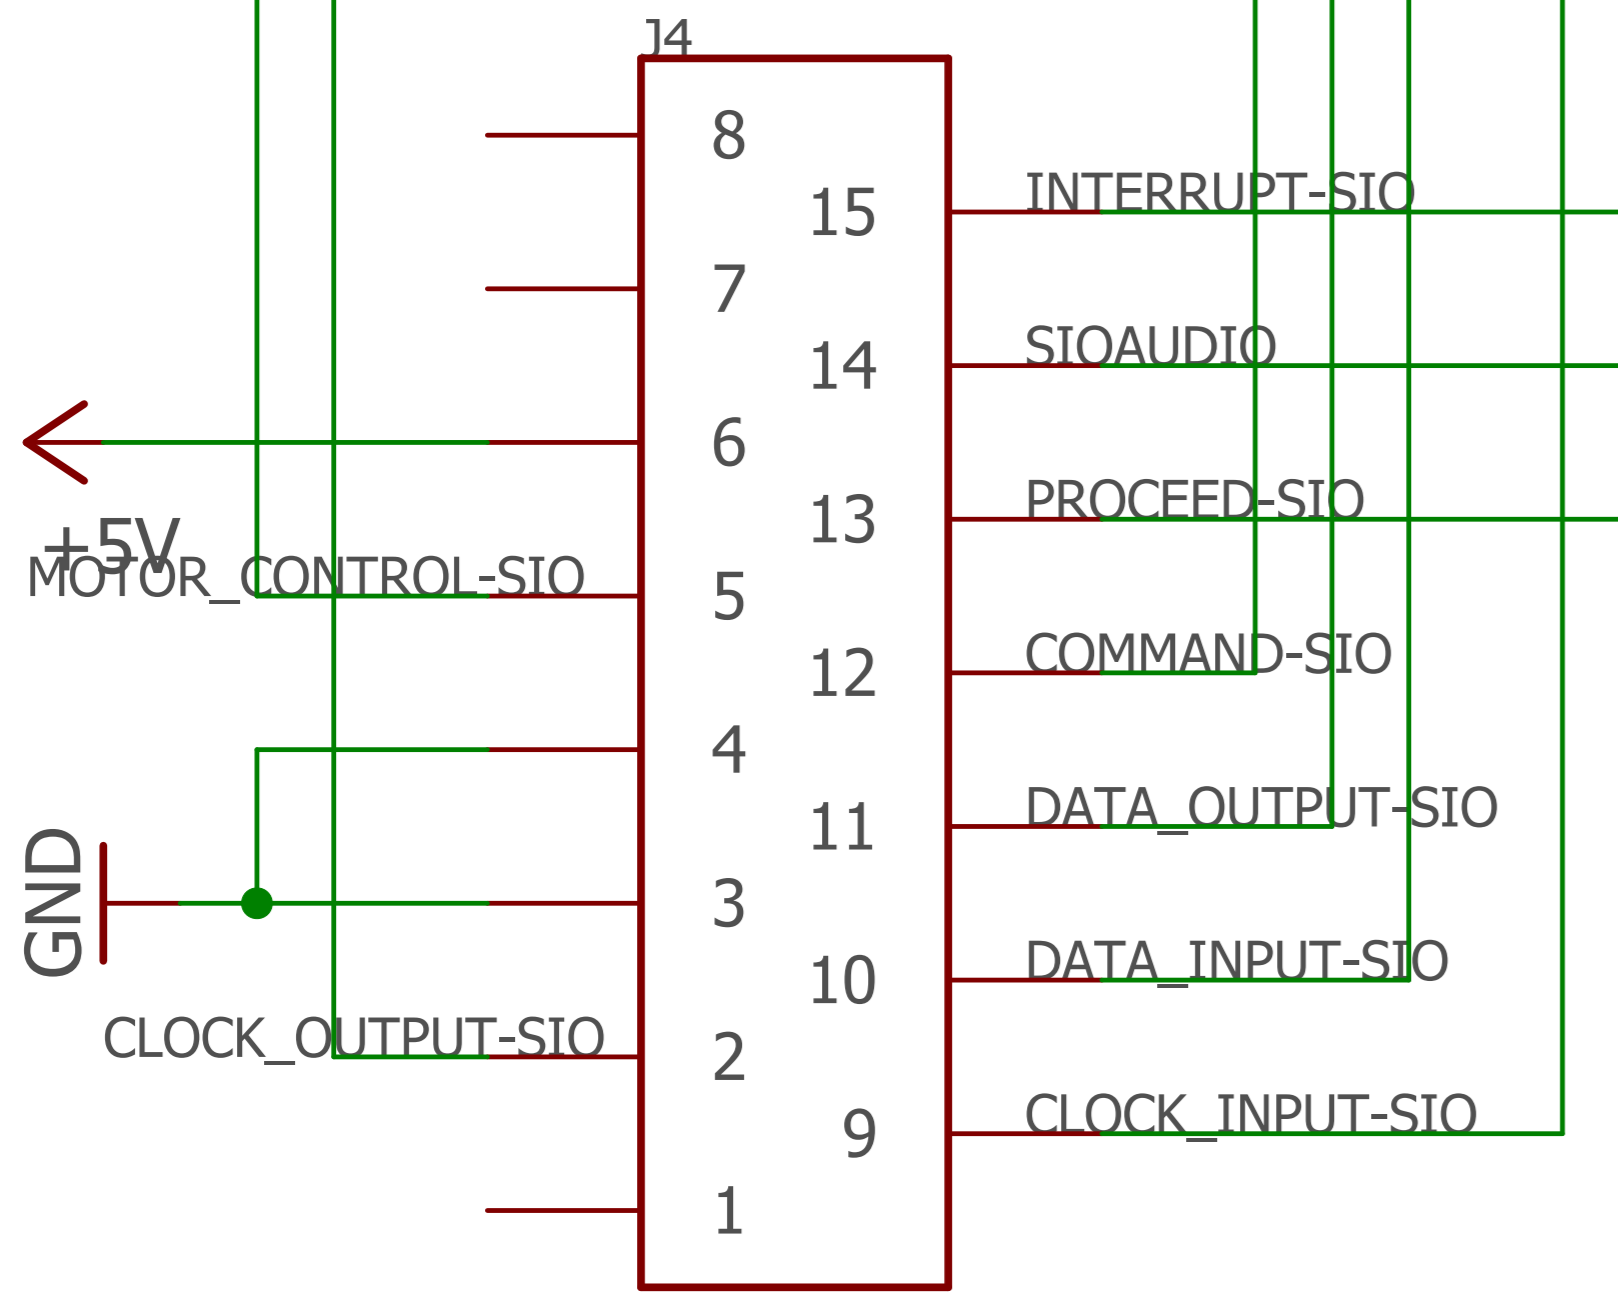 J4
8
15 INTERRUPT-SIO
7
14 SIOAUDIO
6
+5V
13 PROCEED-SIO
MOTOR_CONTROL-SIO 5
12 COMMAND-SIO
4
11 DATA_OUTPUT-SIO
GND 3
10 DATA_INPUT-SIO
CLOCK_OUTPUT-SIO 2
9 CLOCK_INPUT-SIO
1